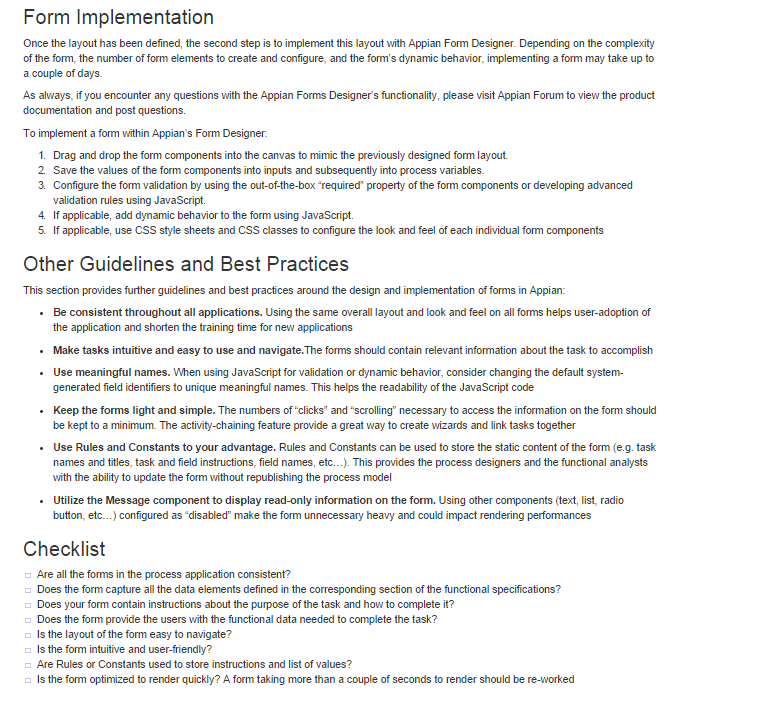 Form Implementation
Once the layout has been defined, the second step is to implement this layout with Appian Form Designer. Depending on the complexity
of the form, the number of form elements to create and configure, and the form's dynamic behavior, implementing a form may take up to
a couple of days.
As always, if you encounter any questions with the Appian Forms Designer's functionality, please visit Appian Forum to view the product
documentation and post questions.
To implement a form within Appian's Form Designer:
1. Drag and drop the form components into the canvas to mimic the previously designed form layout.
2. Save the values of the form components into inputs and subsequently into process variables.
3. Configure the form validation by using the out-of-the-box “required” property of the form components or developing advanced
validation rules using JavaScript.
4. If applicable, add dynamic behavior to the form using JavaScript.
5. If applicable, use CSS style sheets and CSS classes to configure the look and feel of each individual form components
Other Guidelines and Best Practices
This section provides further guidelines and best practices around the design and implementation of forms in Appian:
• Be consistent throughout all applications. Using the same overall layout and look and feel on all forms helps user-adoption of
the application and shorten the training time for new applications
• Make tasks intuitive and easy to use and navigate.The forms should contain relevant information about the task to accomplish
• Use meaningful names. When using JavaScript for validation or dynamic behavior, consider changing the default system-
generated field identifiers to unique meaningful names. This helps the readability of the JavaScript code
• Keep the forms light and simple. The numbers of “clicks” and “scrolling” necessary to access the information on the form should
be kept to a minimum. The activity-chaining feature provide a great way to create wizards and link tasks together
• Use Rules and Constants to your advantage. Rules and Constants can be used to store the static content of the form (e.g. task
names and titles, task and field instructions, field names, etc…). This provides the process designers and the functional analysts
with the ability to update the form without republishing the process model
• Utilize the Message component to display read-only information on the form. Using other components (text, list, radio
button, etc…) configured as “disabled” make the form unnecessary heavy and could impact rendering performances
Checklist
□ Are all the forms in the process application consistent?
□ Does the form capture all the data elements defined in the corresponding section of the functional specifications?
□ Does your form contain instructions about the purpose of the task and how to complete it?
□ Does the form provide the users with the functional data needed to complete the task?
□ Is the layout of the form easy to navigate?
□ Is the form intuitive and user-friendly?
□ Are Rules or Constants used to store instructions and list of values?
□ Is the form optimized to render quickly? A form taking more than a couple of seconds to render should be re-worked